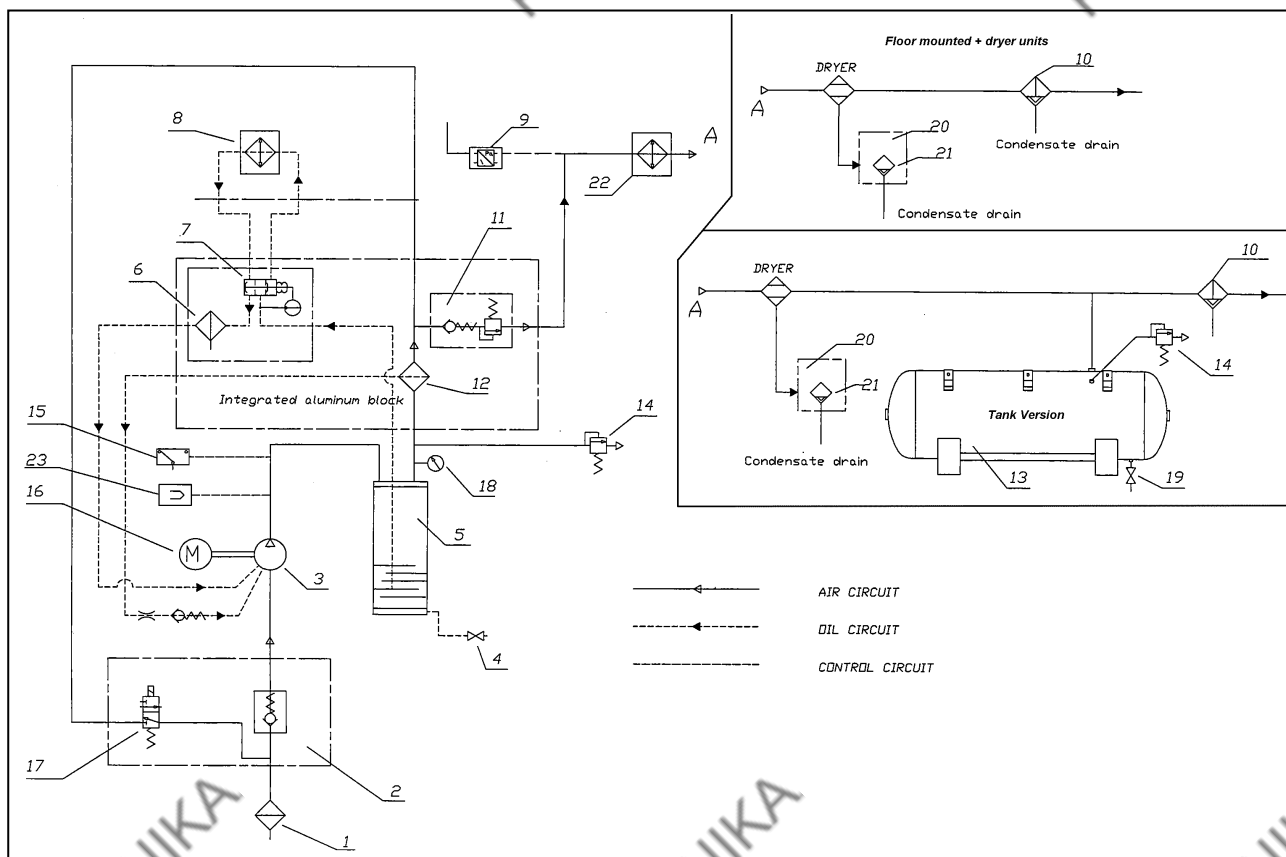 Floor mounted + dryer units
DRYER
10
A
20
21
Condensate drain
Condensate drain
8
9
A
22
7
11
6
12
Integrated aluminum block
15
14
23
18
16
5
M
3
4
17
2
1
DRYER
10
A
20
14
21
Tank Version
Condensate drain
13
19
AIR CIRCUIT
OIL CIRCUIT
CONTROL CIRCUIT